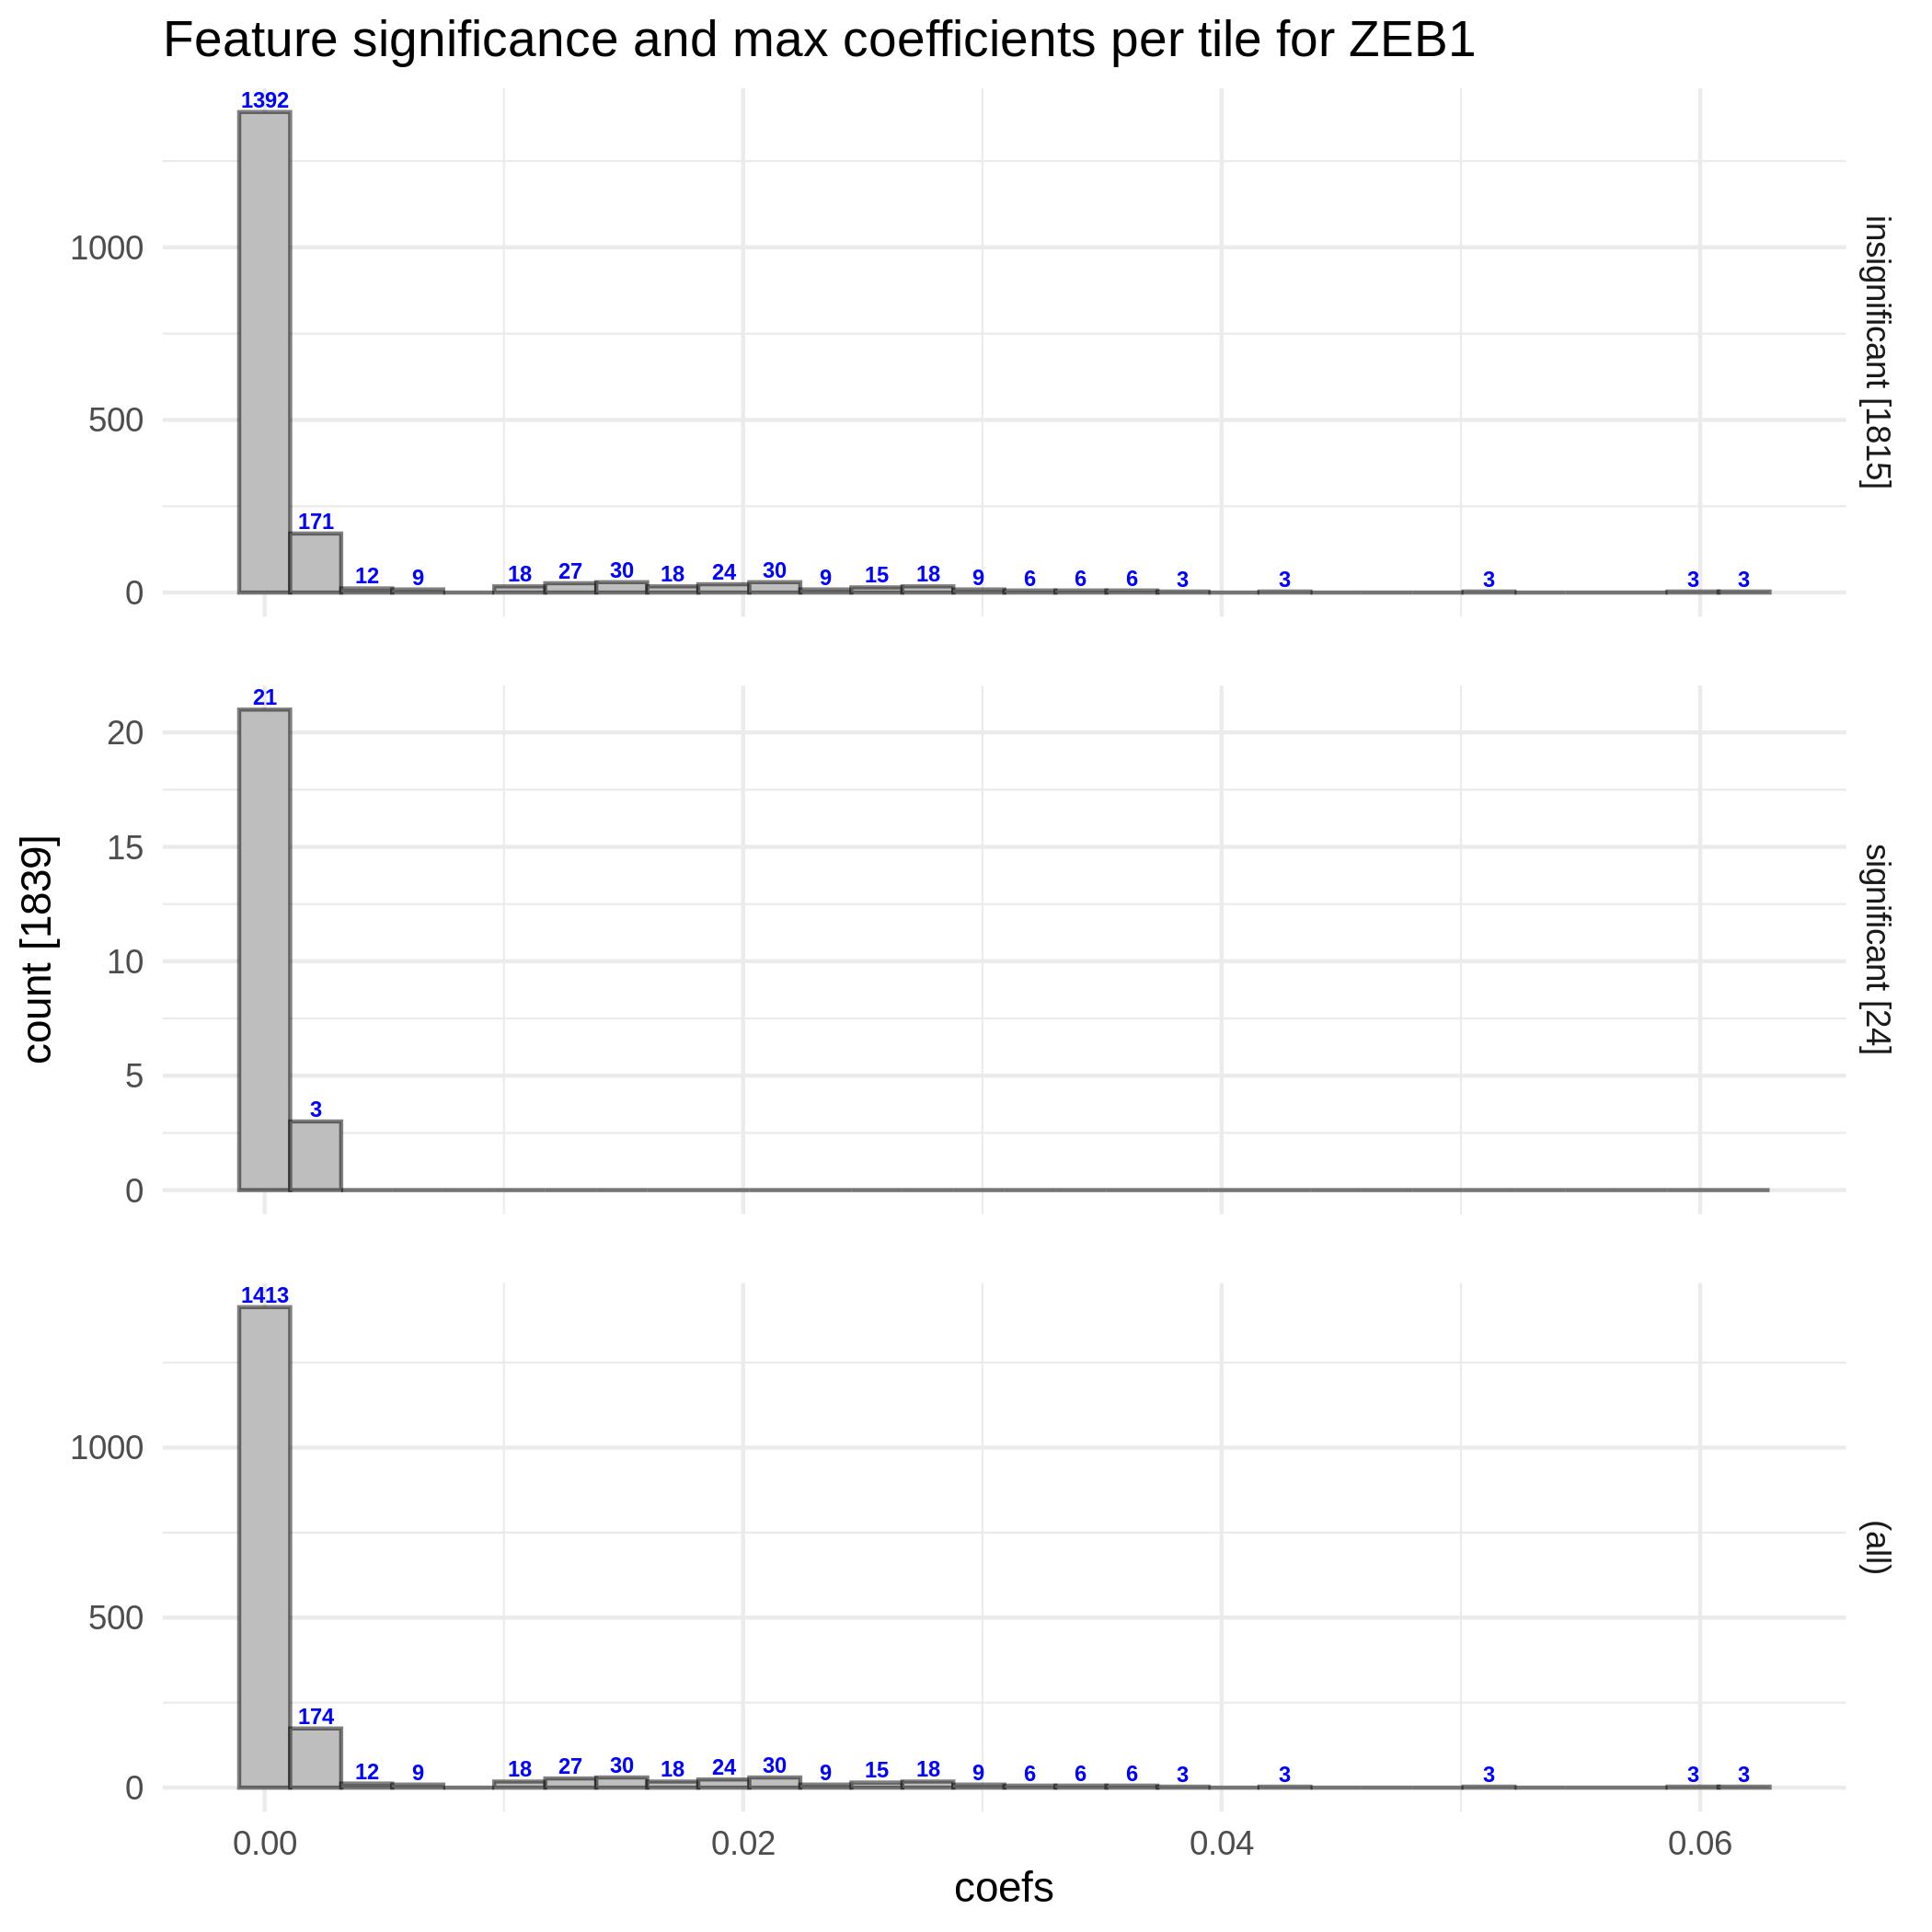 Feature significance and max coefficients per tile for ZEB1
1392
171
12 9 18 27 30 18 24 30 9 15 18 9 6 6 6 3 3 3 3 3
1000
500
0
insignificant [1815]
21
3
20
15
10
5
0
significant [24]
count [1839]
1413
174
12 9 18 27 30 18 24 30 9 15 18 9 6 6 6 3 3 3 3 3
1000
500
0
(all)
0.00 0.02 0.04 0.06
coefs